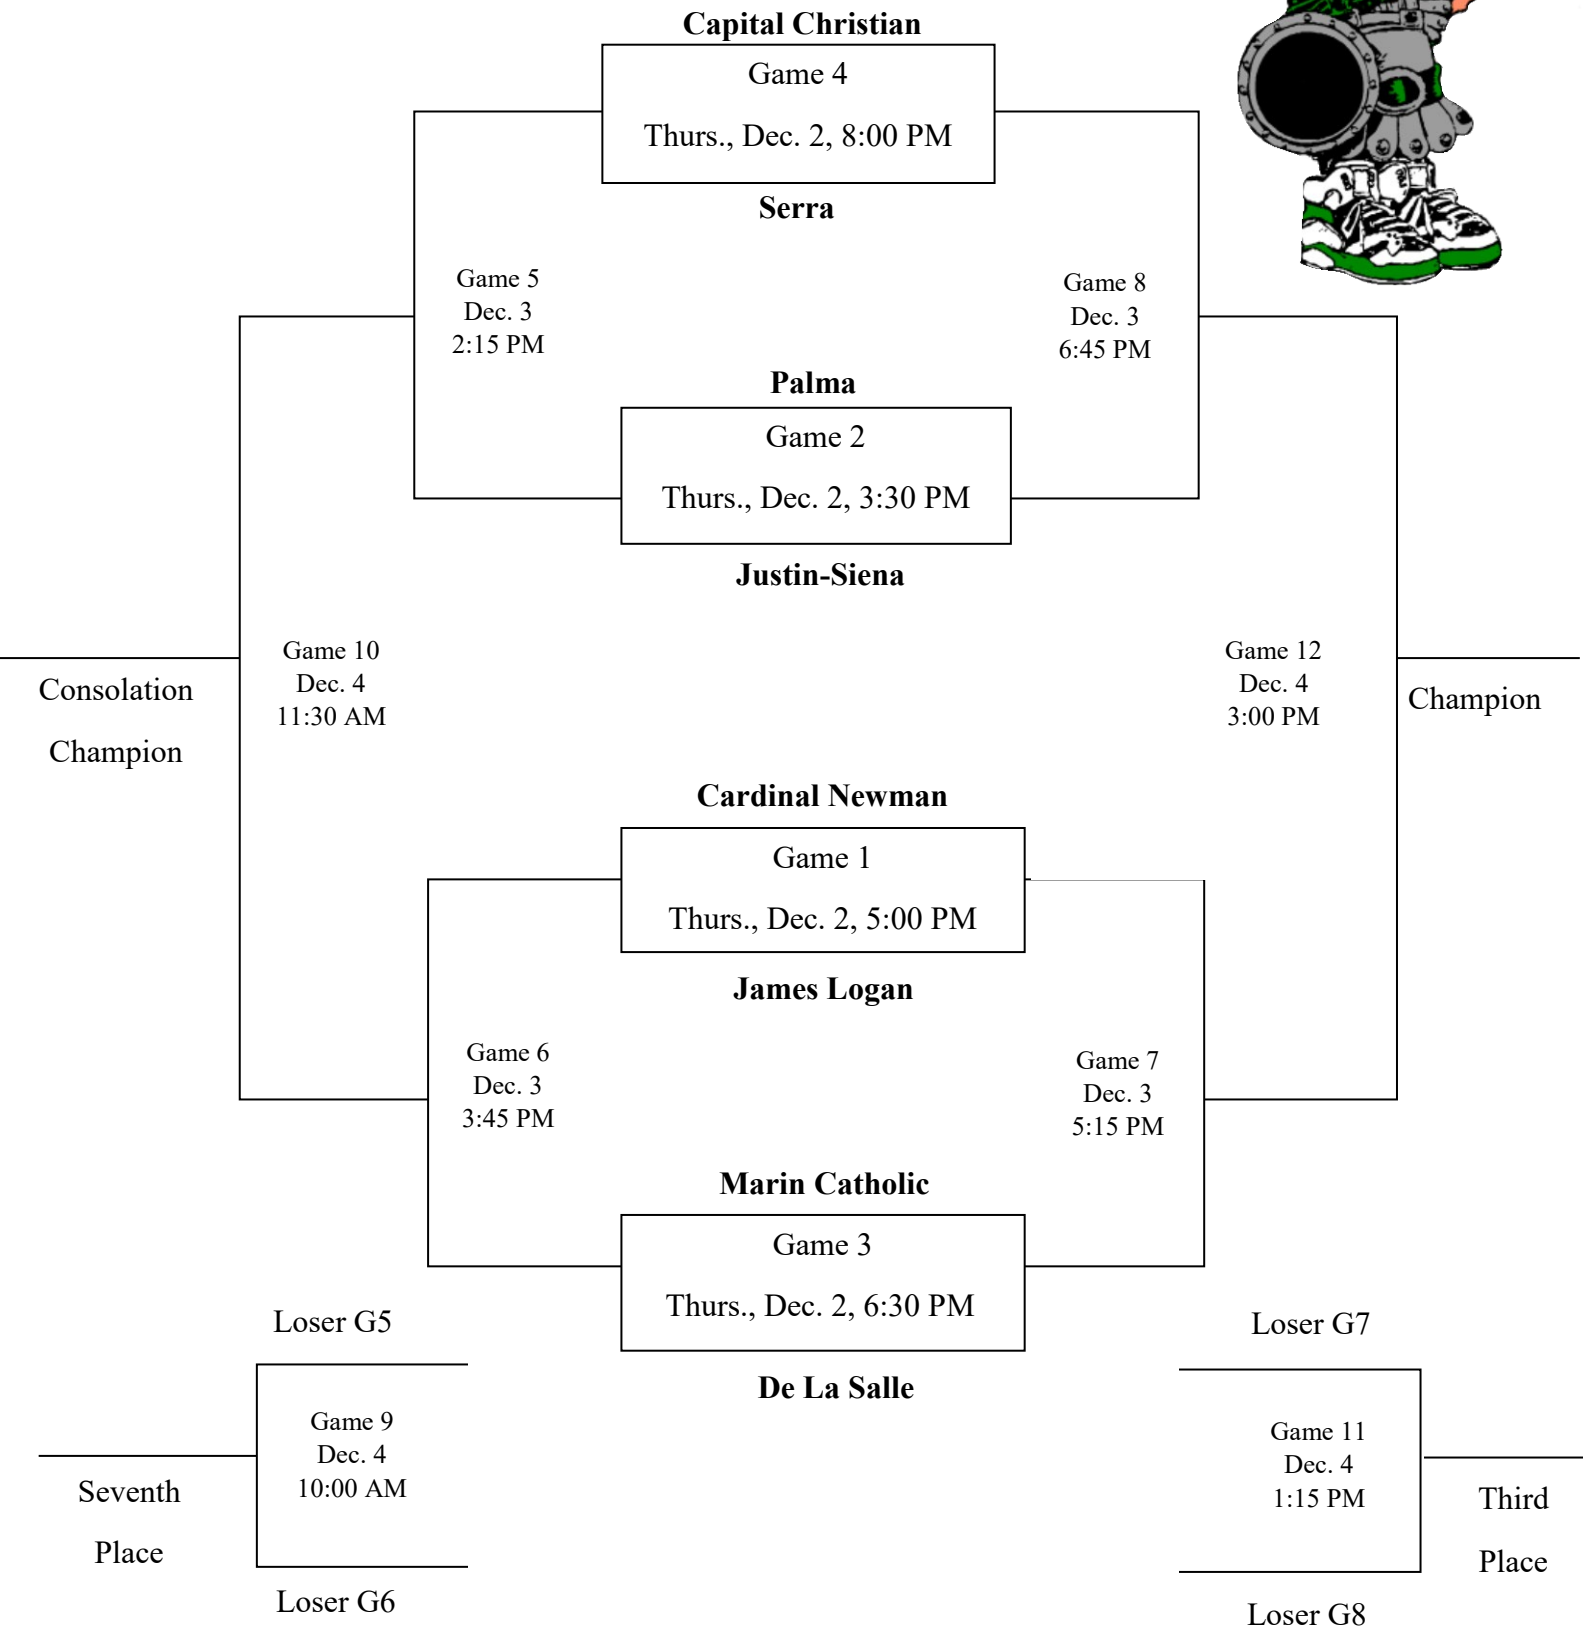 Capital Christian
Game 4
Thurs., Dec. 2, 8:00 PM
Serra
Game 5
Dec. 3
2:15 PM
Game 8
Dec. 3
6:45 PM
Palma
Game 2
Thurs., Dec. 2, 3:30 PM
Justin-Siena
Consolation
Champion
Game 10
Dec. 4
11:30 AM
Game 12
Dec. 4
3:00 PM
Champion
Cardinal Newman
Game 1
Thurs., Dec. 2, 5:00 PM
James Logan
Game 6
Dec. 3
3:45 PM
Game 7
Dec. 3
5:15 PM
Marin Catholic
Game 3
Thurs., Dec. 2, 6:30 PM
De La Salle
Loser G5
Game 9
Dec. 4
10:00 AM
Seventh
Place
Loser G6
Loser G7
Game 11
Dec. 4
1:15 PM
Third
Place
Loser G8